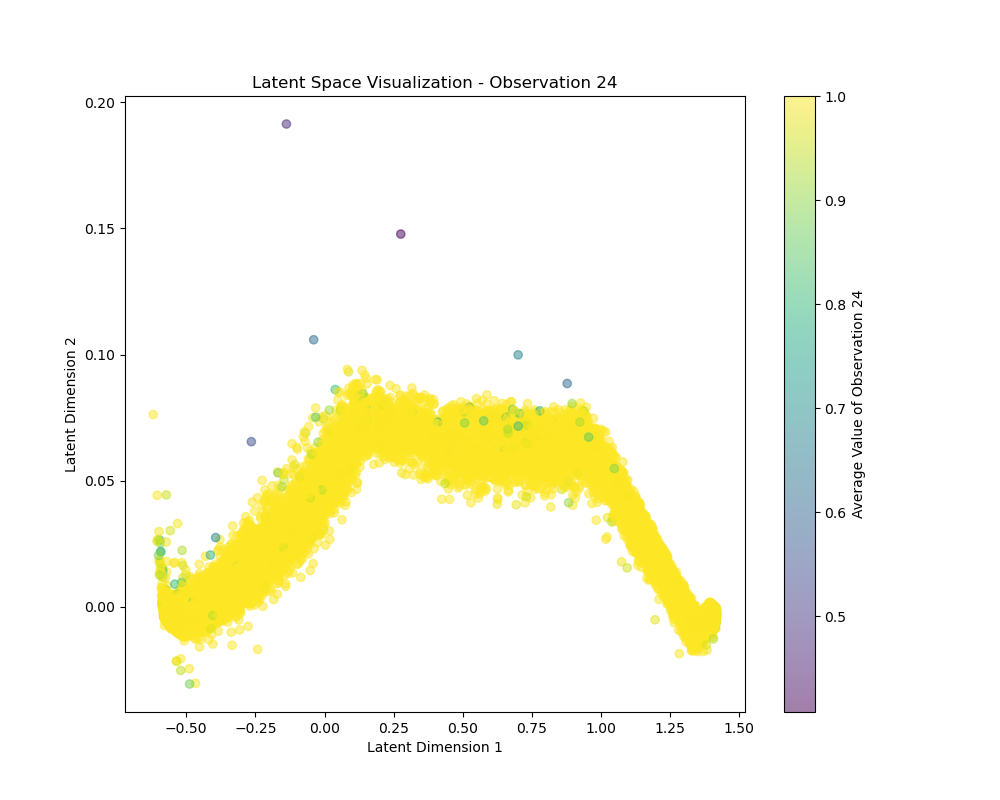 Latent Space Visualization - Observation 24
0.20
0.15
0.10
0.05
0.00
Latent Dimension 2
−0.50 −0.25 0.00 0.25 0.50 0.75 1.00 1.25 1.50
Latent Dimension 1
1.0
0.9
0.8
0.7
0.6
0.5
Average Value of Observation 24